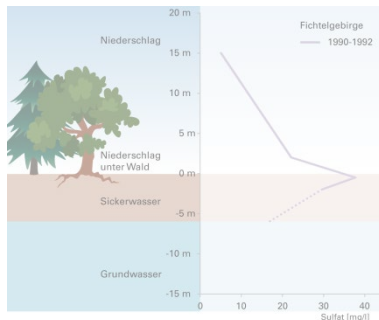 20 m
Fichtelgebirge
1990-1992
Niederschlag
15 m
10 m
5 m
Niederschlag
unter Wald
0 m
Sickerwasser
-5 m
-10 m
Grundwasser
-15 m
0 10 20 30 40
Sulfat [mg/l]